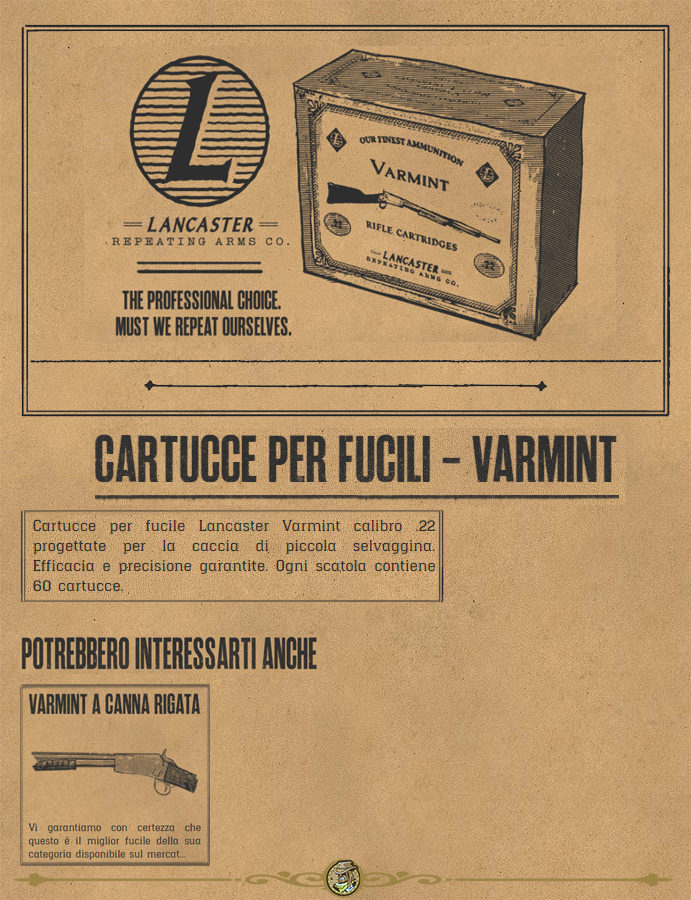 L
LANCASTER
REPEATING ARMS CO.
THE PROFESSIONAL CHOICE.
MUST WE REPEAT OURSELVES.
OUR FINEST AMMUNITION
VARMINT
.22
RIFLE CARTRIDGES
.22
LANCASTER
REPEATING ARMS CO.
CARTUCCE PER FUCILI – VARMINT
Cartucce per fucile Lancaster Varmint calibro .22
progettate per la caccia di piccola selvaggina.
Efficacia e precisione garantite. Ogni scatola contiene
60 cartucce.
POTREBBERO INTERESSARTI ANCHE
VARMINT A CANNA RIGATA
Vi garantiamo con certezza che
questo è il miglior fucile della sua
categoria disponibile sul mercat...